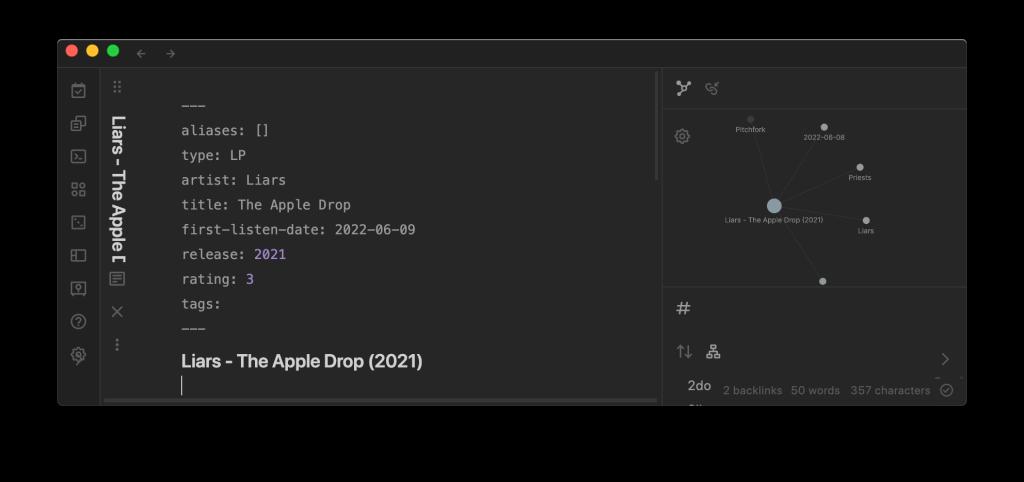 Liars - The Apple D
---
aliases: []
type: LP
artist: Liars
title: The Apple Drop
first-listen-date: 2022-06-09
release: 2021
rating: 3
tags:
---
Liars - The Apple Drop (2021)
Pitchfork
2022-06-08
Priests
Liars - The Apple Drop (2021)
Liars
#
2do
2 backlinks 50 words 357 characters